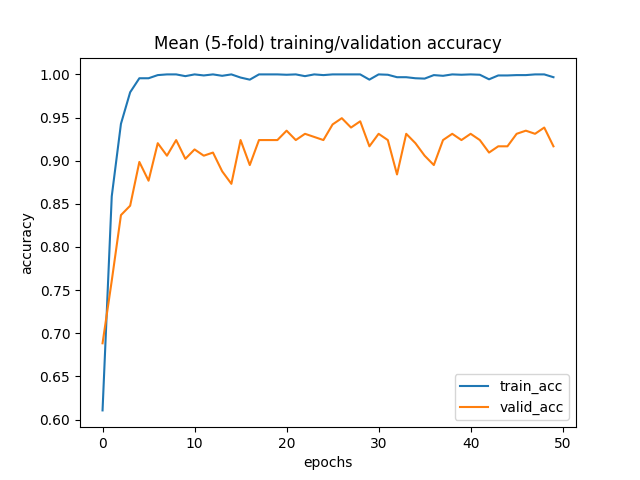 Mean (5-fold) training/validation accuracy
1.00
0.95
0.90
0.85
0.80
0.75
0.70
0.65
0.60
accuracy
0 10 20 30 40 50
epochs
train_acc
valid_acc